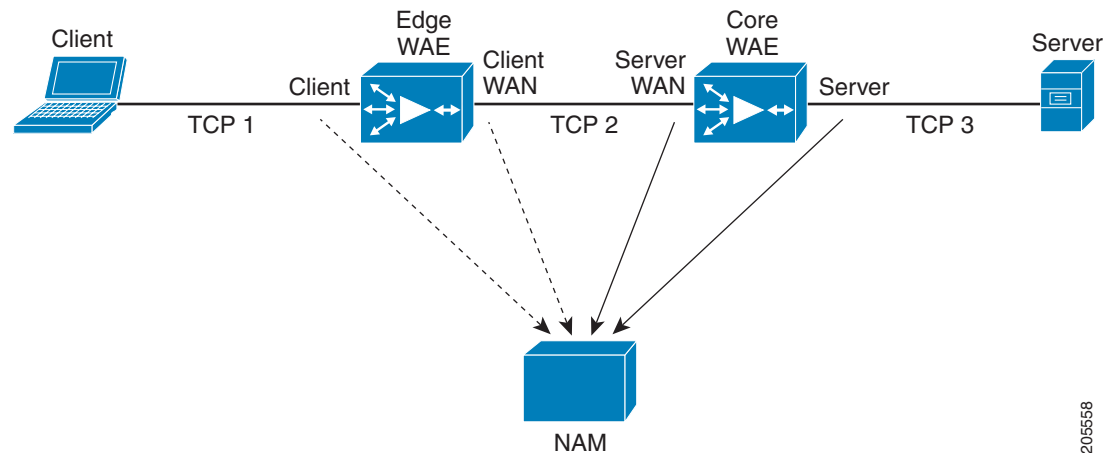 Client
Edge
WAE
Core
WAE
Server
Client
Client
WAN
Server
WAN
Server
TCP 1
TCP 2
TCP 3
NAM
205558